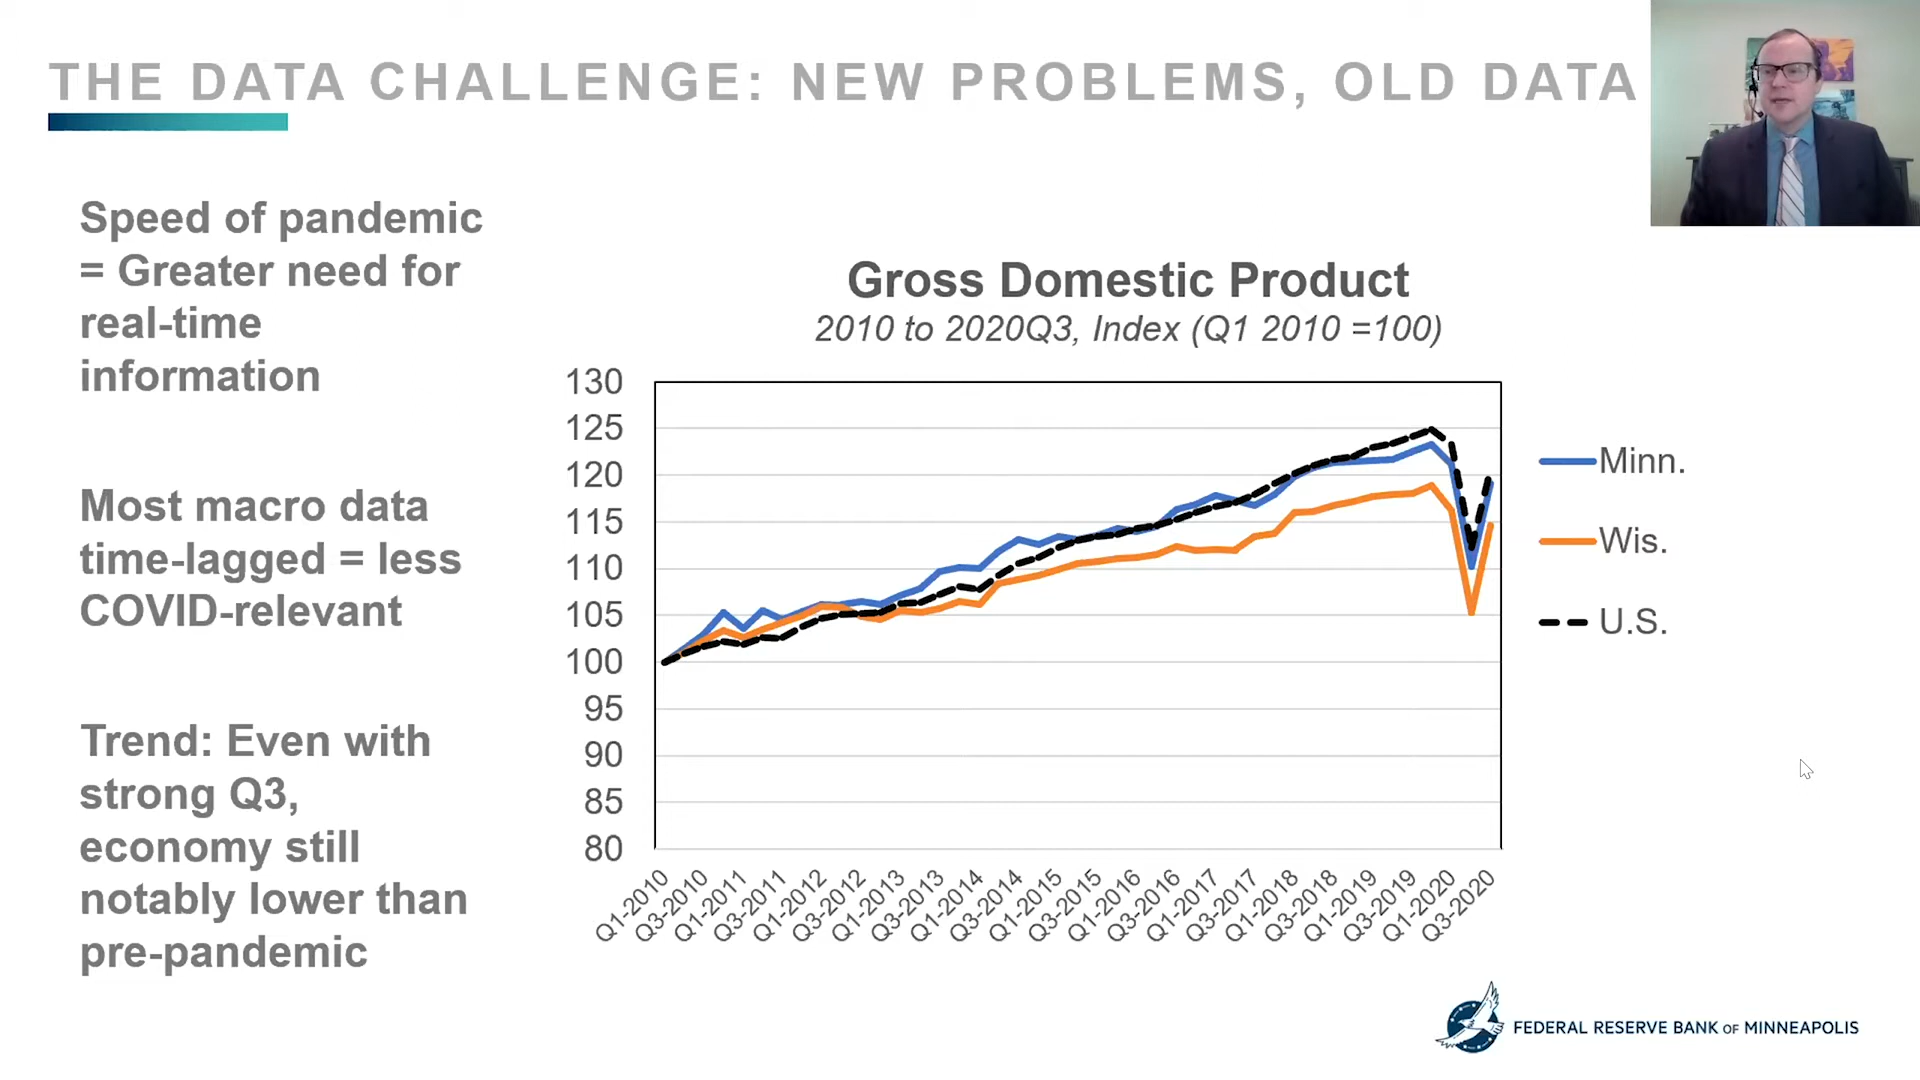 THE DATA CHALLENGE: NEW PROBLEMS, OLD DATA
Speed of pandemic
= Greater need for
real-time
information
Most macro data
time-lagged = less
COVID-relevant
Trend: Even with
strong Q3,
economy still
notably lower than
pre-pandemic
Gross Domestic Product
2010 to 2020Q3, Index (Q1 2010 =100)
130
125
120
115
110
105
100
95
90
85
80
Q1-2010
Q3-2010
Q1-2011
Q3-2011
Q1-2012
Q3-2012
Q1-2013
Q3-2013
Q1-2014
Q3-2014
Q1-2015
Q3-2015
Q1-2016
Q3-2016
Q1-2017
Q3-2017
Q1-2018
Q3-2018
Q1-2019
Q3-2019
Q1-2020
Q3-2020
Minn.
Wis.
U.S.
FEDERAL RESERVE BANK OF MINNEAPOLIS